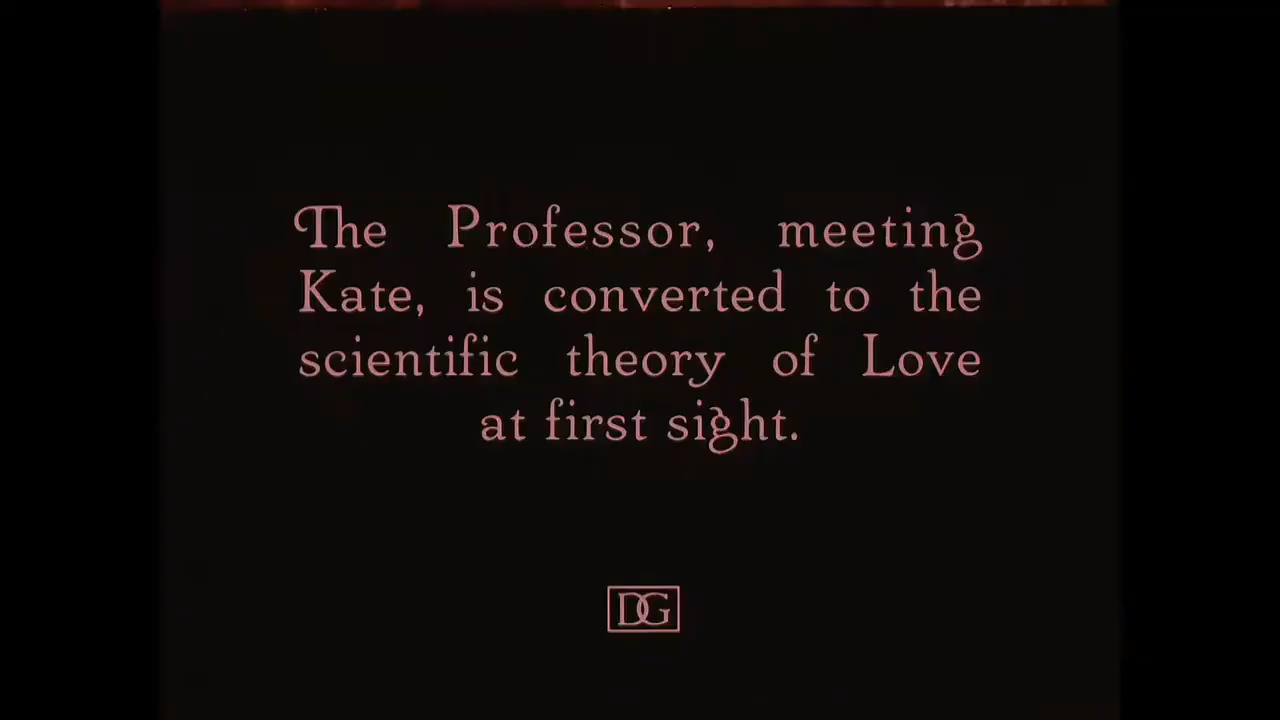 The Professor, meeting
Kate, is converted to the
scientific theory of Love
at first sight.
DG